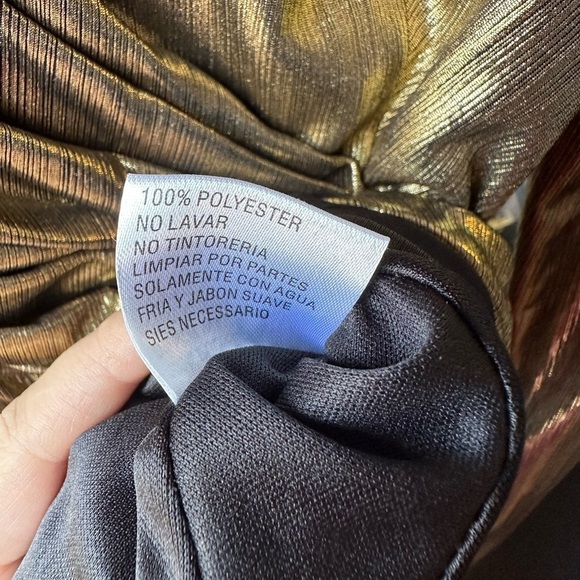 100% POLYESTER
NO LAVAR
NO TINTORERIA
LIMPIAR POR PARTES
SOLAMENTE CON AGUA
FRIA Y JABON SUAVE
SIES NECESSARIO